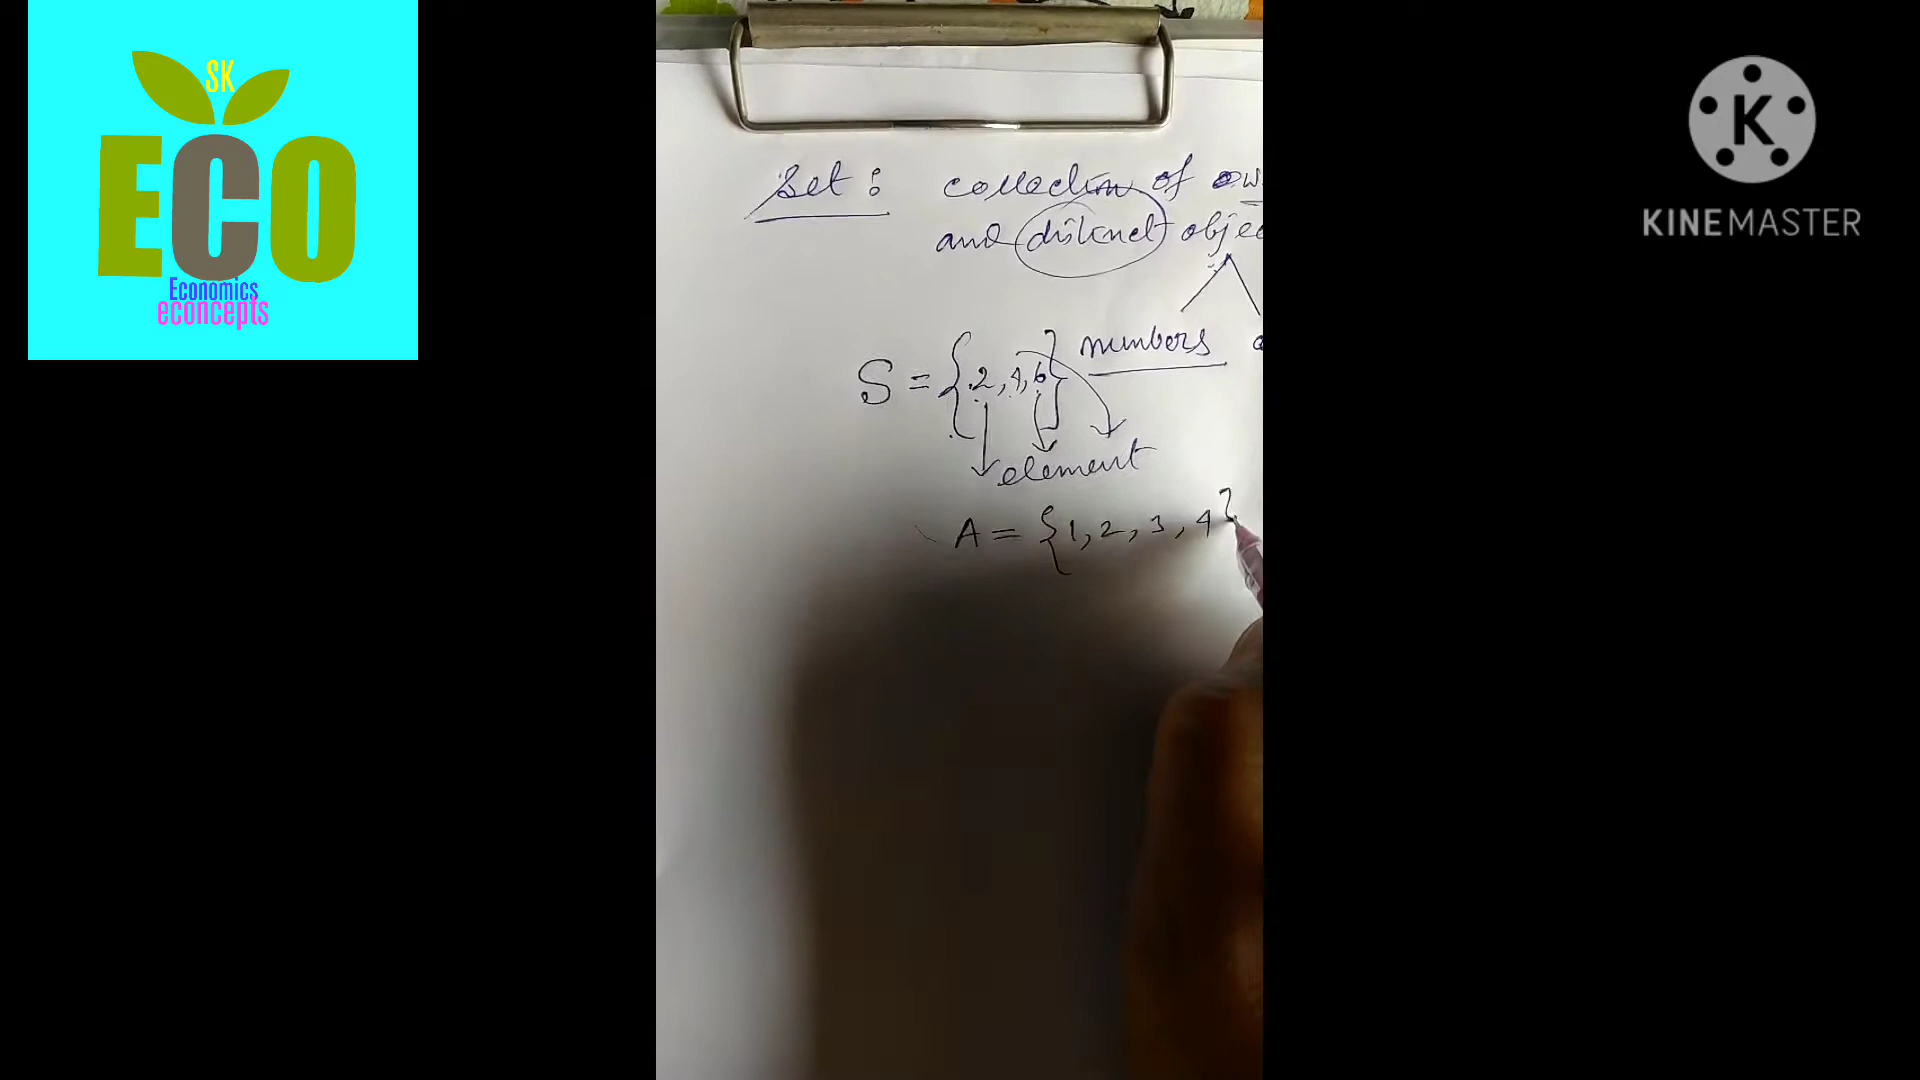 SK
ECO
Economics
econcepts
K
KINEMASTER
Set : collection of
and distinct objec
numbers
S = {2, 4, 6}
element
A = {1, 2, 3, 4}